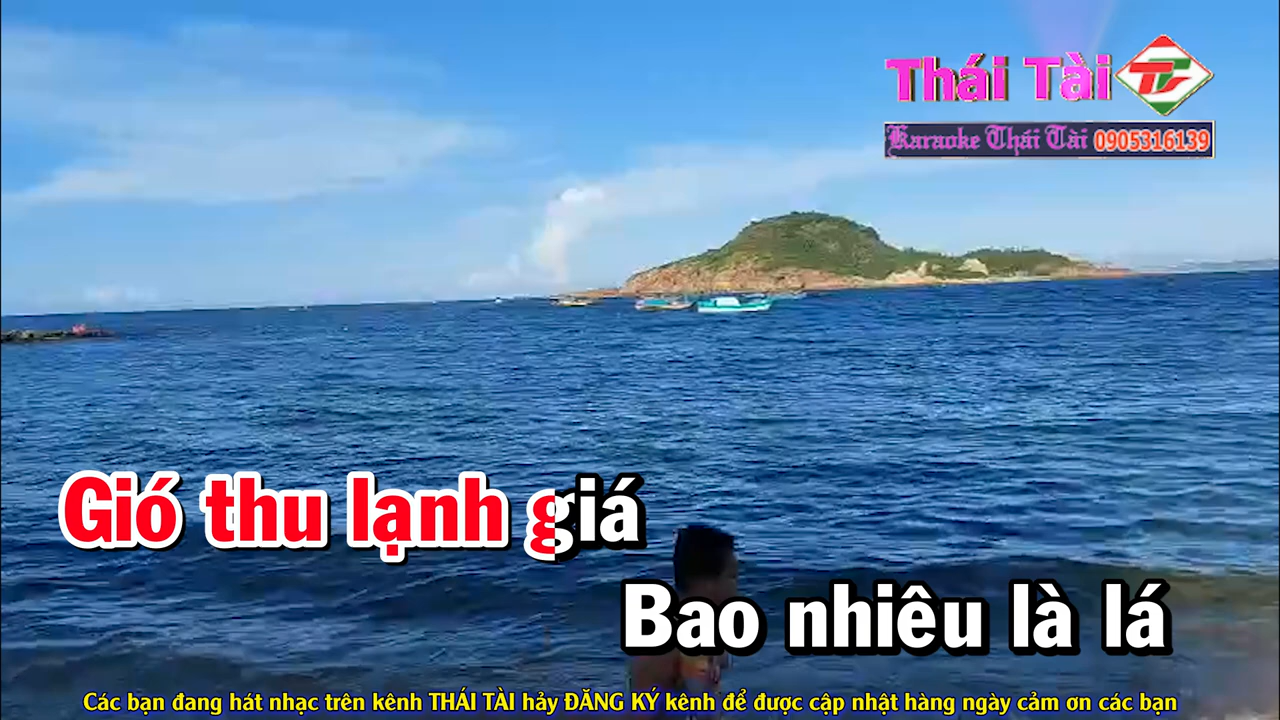 Thái Tài
Karaoke Thái Tài 0905316139
Gió thu lạnh giá
Bao nhiêu là lá
Các bạn đang hát nhạc trên kênh THÁI TÀI hảy ĐĂNG KÝ kênh để được cập nhật hàng ngày cảm ơn các bạn